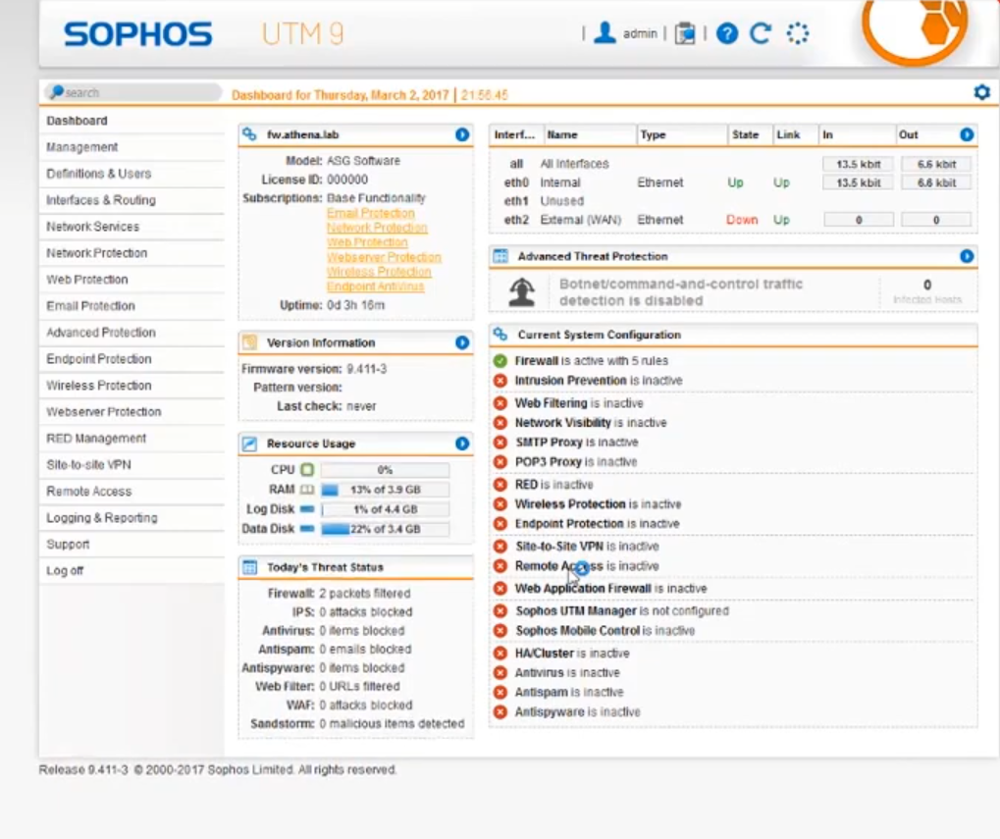 SOPHOS UTM 9
admin
search
Dashboard for Thursday, March 2, 2017 | 21:56:45
Dashboard
Management
Definitions & Users
Interfaces & Routing
Network Services
Network Protection
Web Protection
Email Protection
Advanced Protection
Endpoint Protection
Wireless Protection
Webserver Protection
RED Management
Site-to-site VPN
Remote Access
Logging & Reporting
Support
Log off
fw.athena.lab
Model: ASG Software
License ID: 000000
Subscriptions: Base Functionality
Email Protection
Network Protection
Web Protection
Webserver Protection
Wireless Protection
Endpoint AntiVirus
Uptime: 0d 3h 16m
Version Information
Firmware version: 9.411-3
Pattern version:
Last check: never
Resource Usage
CPU 0%
RAM 13% of 3.9 GB
Log Disk 1% of 4.4 GB
Data Disk 22% of 3.4 GB
Today's Threat Status
Firewall: 2 packets filtered
IPS: 0 attacks blocked
Antivirus: 0 items blocked
Antispam: 0 emails blocked
Antispyware: 0 items blocked
Web Filter: 0 URLs filtered
WAF: 0 attacks blocked
Sandstorm: 0 malicious items detected
Interf... Name Type State Link In Out
all All Interfaces 13.5 kbit 6.6 kbit
eth0 Internal Ethernet Up Up 13.5 kbit 6.6 kbit
eth1 Unused
eth2 External (WAN) Ethernet Down Up 0 0
Advanced Threat Protection
Botnet/command-and-control traffic
detection is disabled
0
Infected Hosts
Current System Configuration
Firewall is active with 5 rules
Intrusion Prevention is inactive
Web Filtering is inactive
Network Visibility is inactive
SMTP Proxy is inactive
POP3 Proxy is inactive
RED is inactive
Wireless Protection is inactive
Endpoint Protection is inactive
Site-to-Site VPN is inactive
Remote Access is inactive
Web Application Firewall is inactive
Sophos UTM Manager is not configured
Sophos Mobile Control is inactive
HA/Cluster is inactive
Antivirus is inactive
Antispam is inactive
Antispyware is inactive
Release 9.411-3 © 2000-2017 Sophos Limited. All rights reserved.